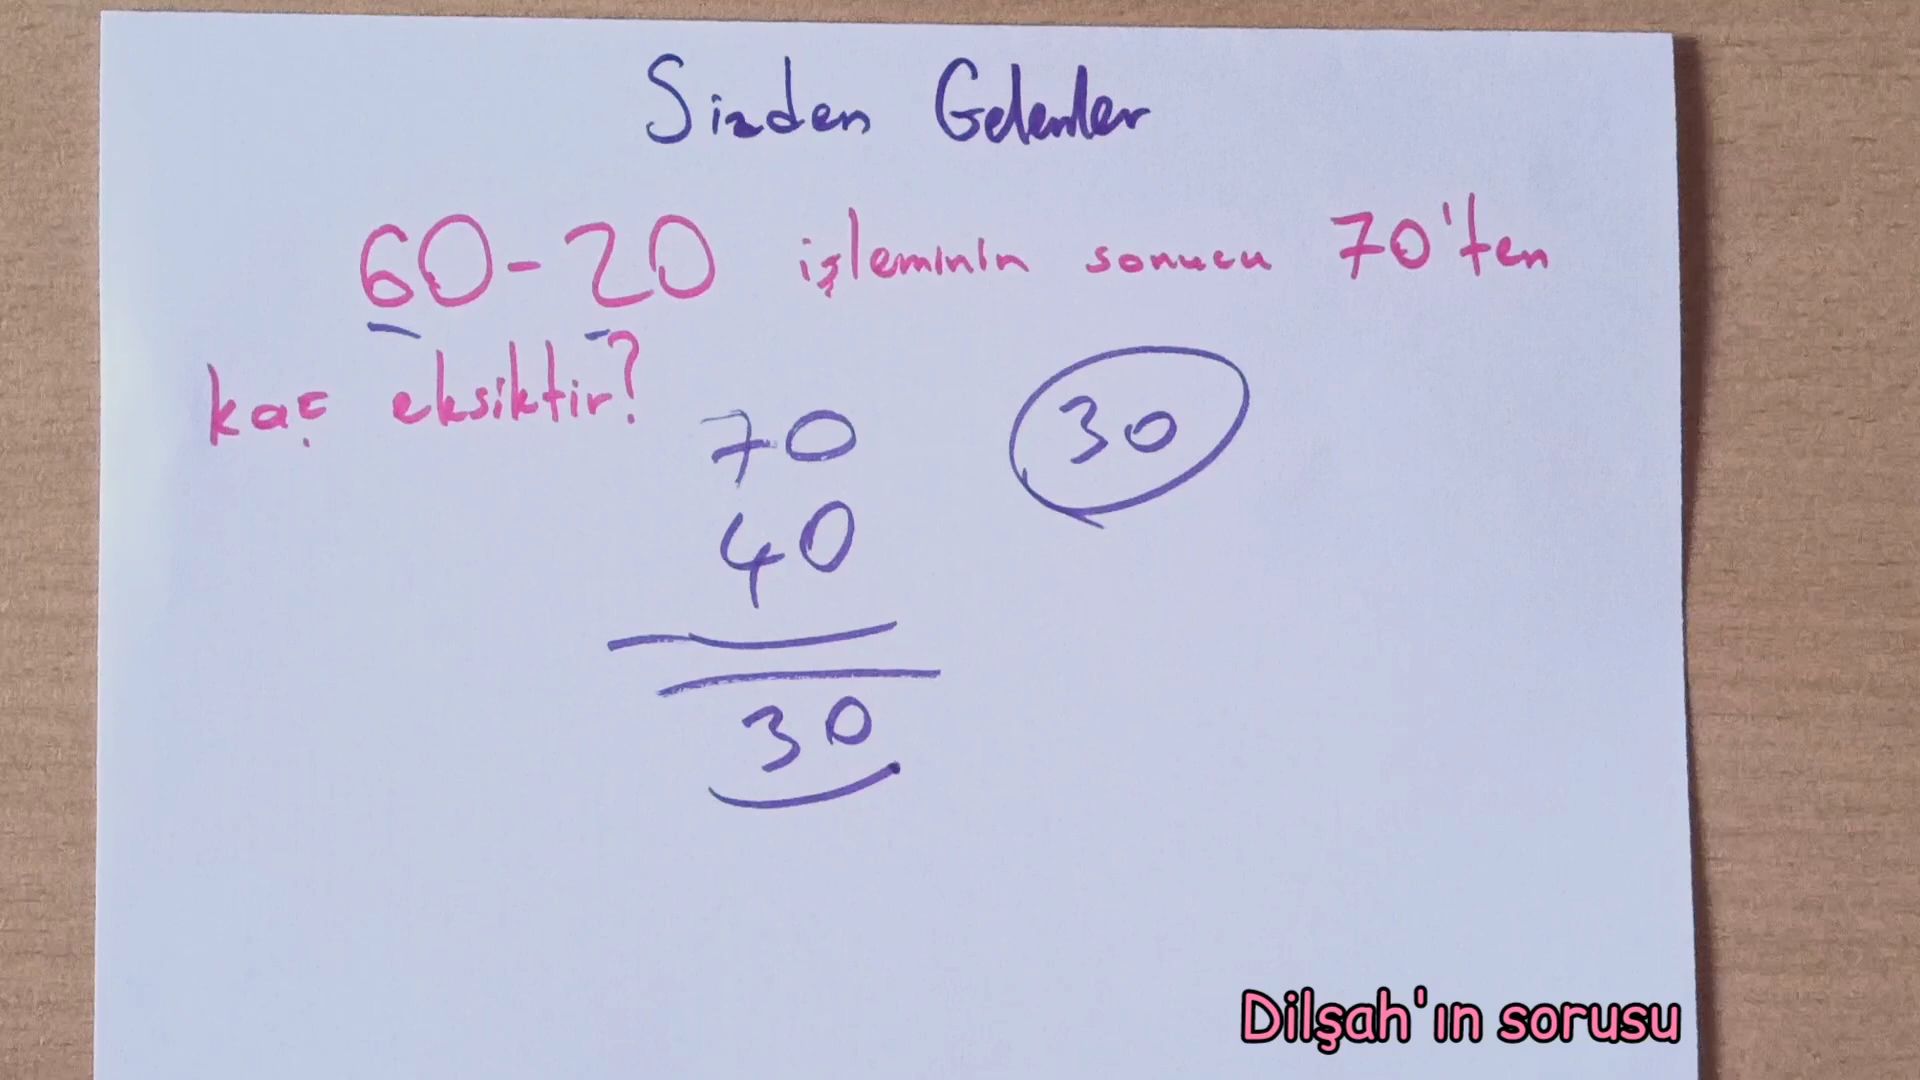 Sizden Gelenler
60-20 işleminin sonucu 70'ten
kaç eksiktir?
70
30
40
30
Dilşah'ın sorusu